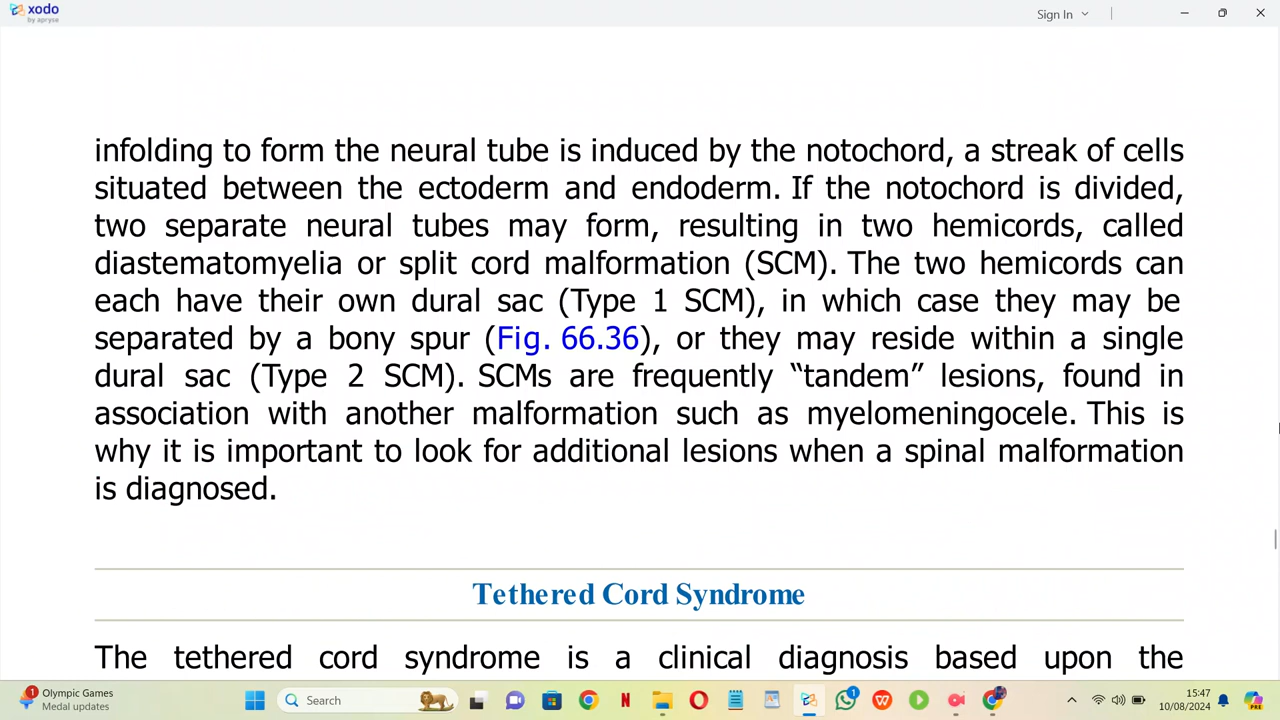 xodo
by apryse
Sign In
infolding to form the neural tube is induced by the notochord, a streak of cells
situated between the ectoderm and endoderm. If the notochord is divided,
two separate neural tubes may form, resulting in two hemicords, called
diastematomyelia or split cord malformation (SCM). The two hemicords can
each have their own dural sac (Type 1 SCM), in which case they may be
separated by a bony spur (Fig. 66.36), or they may reside within a single
dural sac (Type 2 SCM). SCMs are frequently “tandem” lesions, found in
association with another malformation such as myelomeningocele. This is
why it is important to look for additional lesions when a spinal malformation
is diagnosed.
Tethered Cord Syndrome
The tethered cord syndrome is a clinical diagnosis based upon the
1
Olympic Games
Medal updates
Search
N
1
W
15:47
10/08/2024
PRE